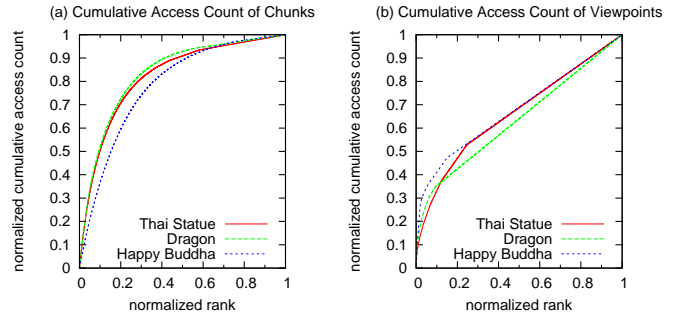 (a) Cumulative Access Count of Chunks
normalized cumulative access count
1
0.9
0.8
0.7
0.6
0.5
0.4
0.3
0.2
0.1
0
Thai Statue
Dragon
Happy Buddha
0 0.2 0.4 0.6 0.8 1
normalized rank
(b) Cumulative Access Count of Viewpoints
normalized cumulative access count
1
0.9
0.8
0.7
0.6
0.5
0.4
0.3
0.2
0.1
0
Thai Statue
Dragon
Happy Buddha
0 0.2 0.4 0.6 0.8 1
normalized rank